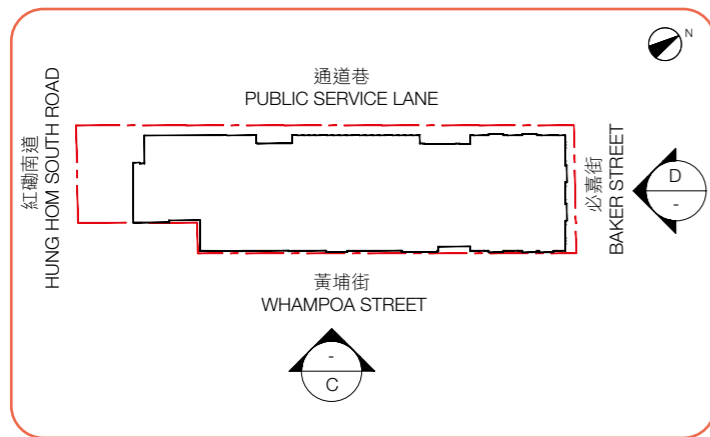 N
通道巷
PUBLIC SERVICE LANE
紅磡南道
HUNG HOM SOUTH ROAD
必嘉街
BAKER STREET
D
-
黃埔街
WHAMPOA STREET
-
C